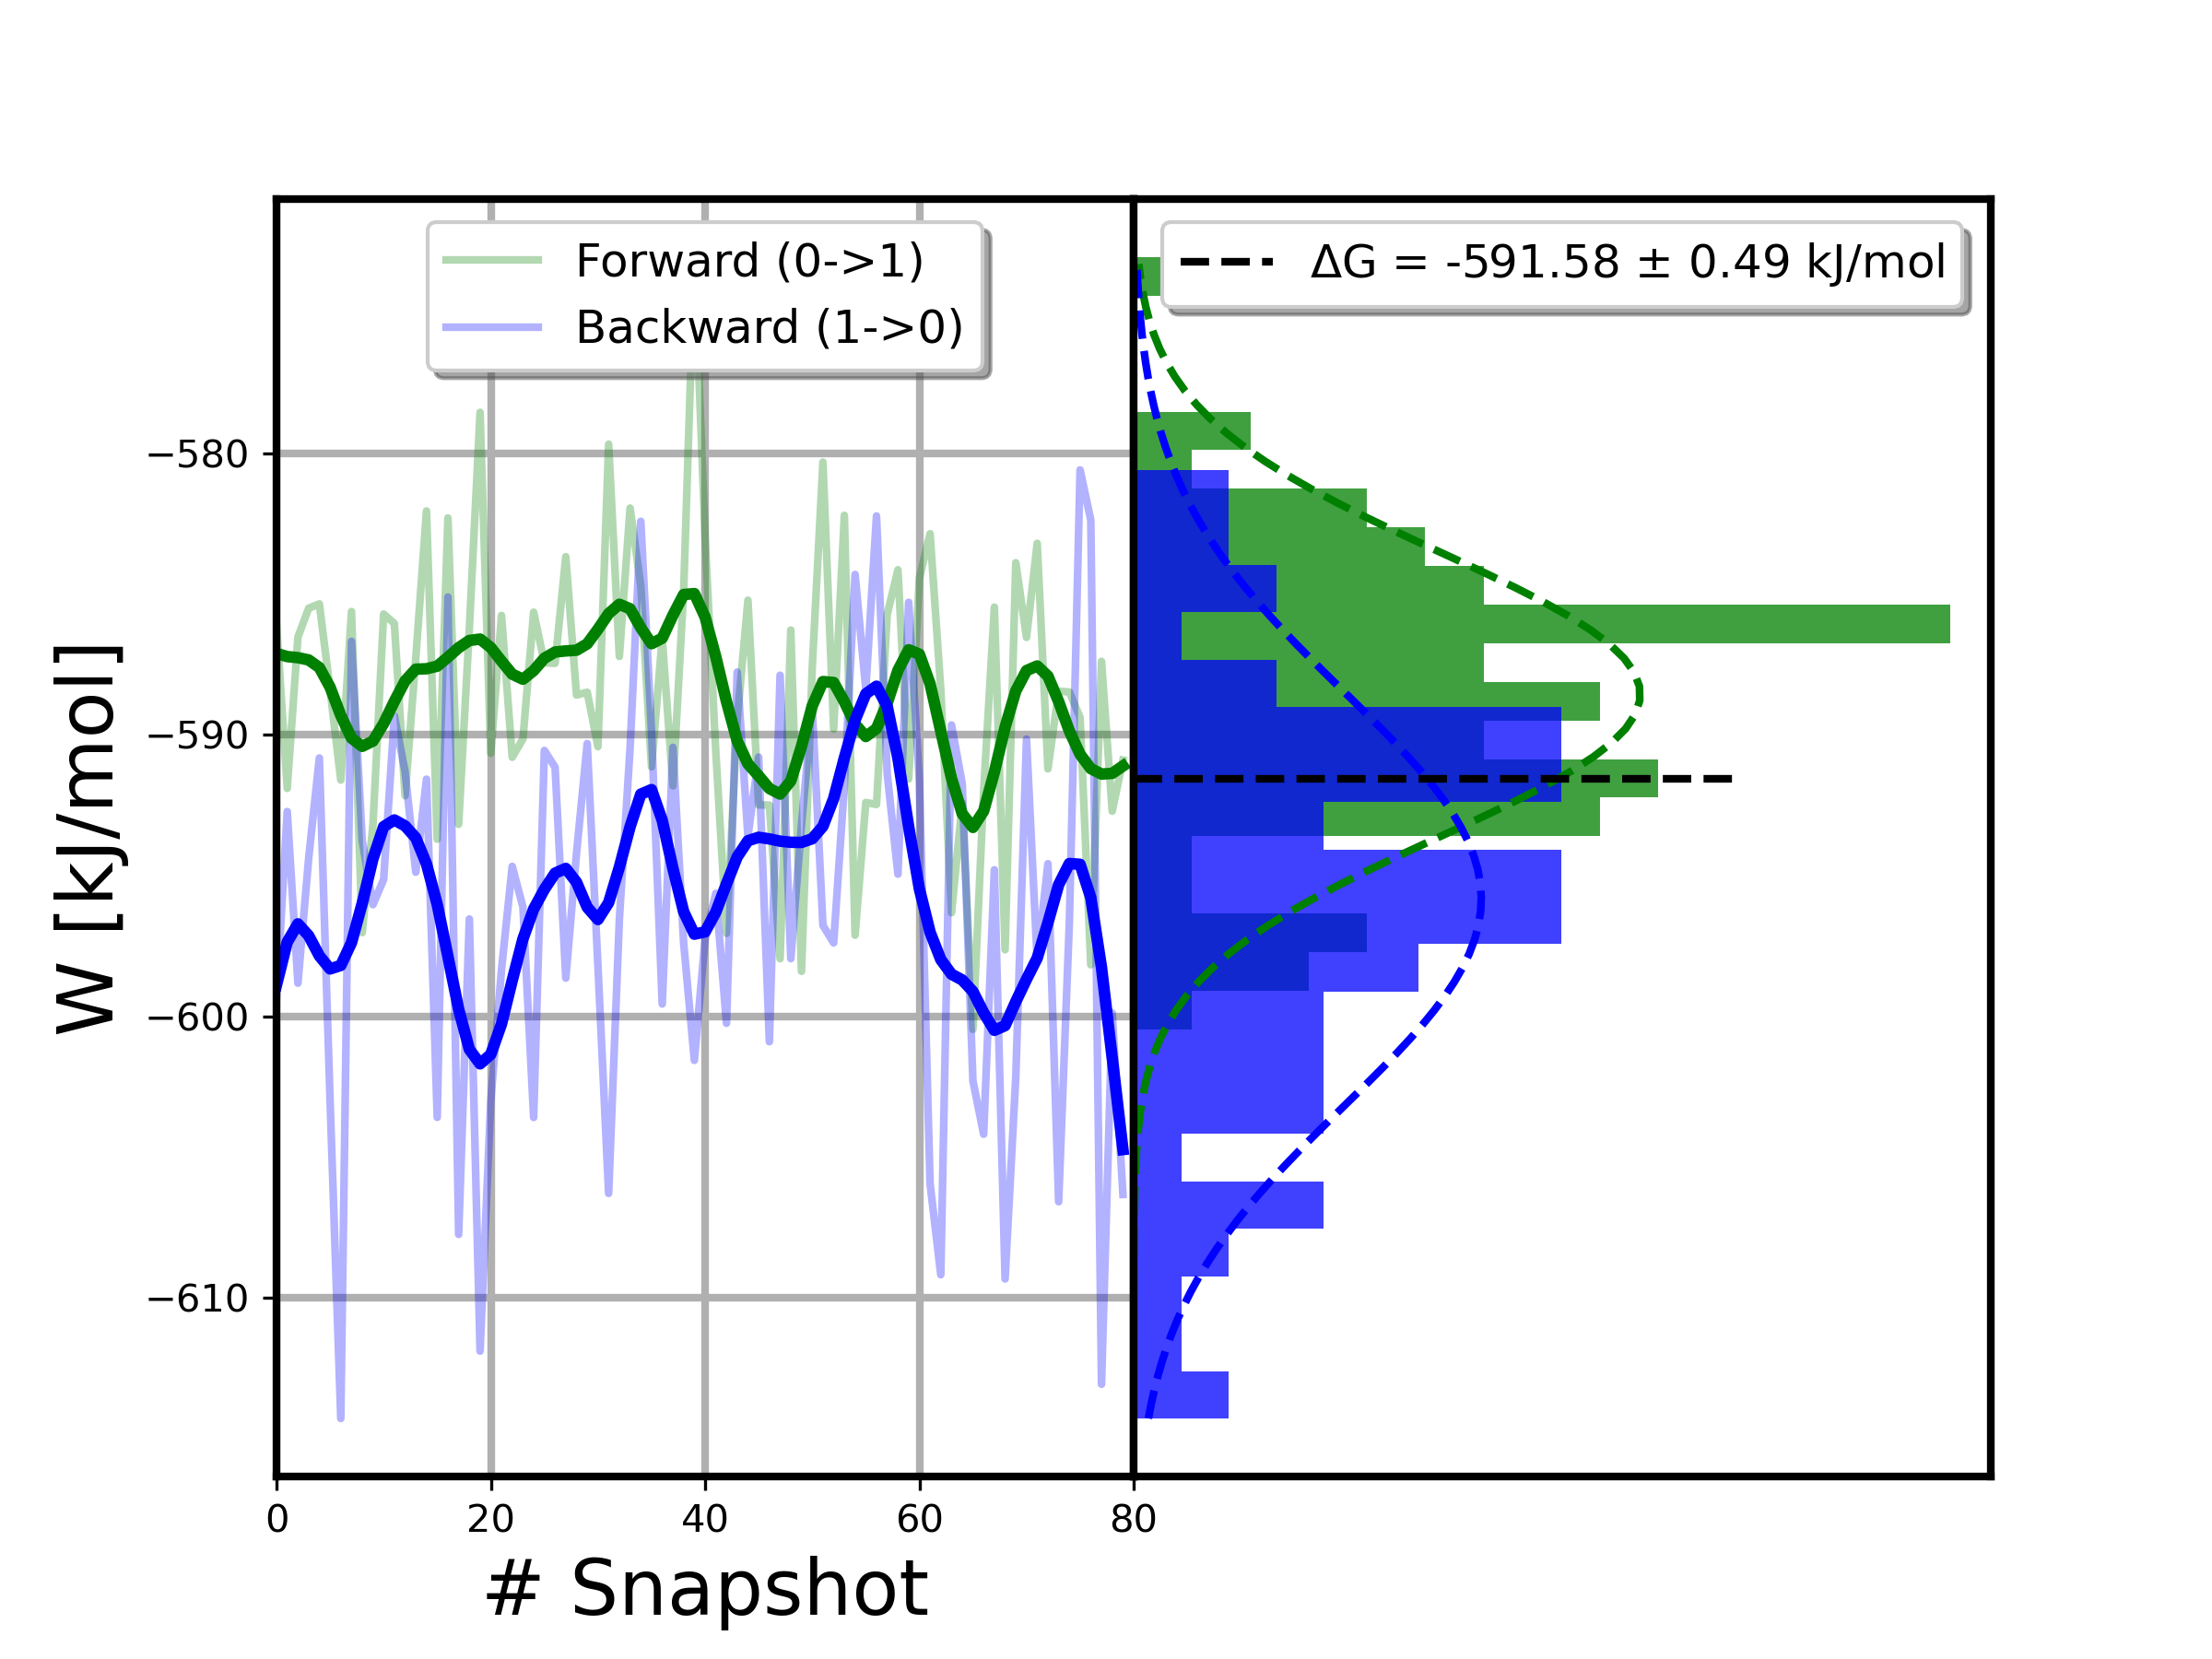 Forward (0->1)
Backward (1->0)
ΔG = -591.58 ± 0.49 kJ/mol
W [kJ/mol]
−580
−590
−600
−610
0 20 40 60 80
# Snapshot